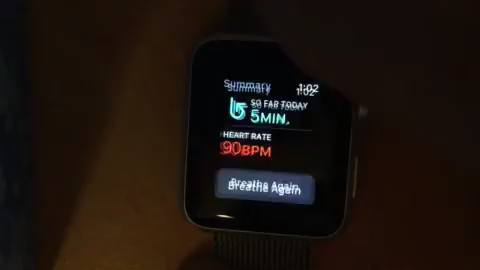 Summary 1:02
SO FAR TODAY
5MIN.
HEART RATE
90BPM
Breathe Again